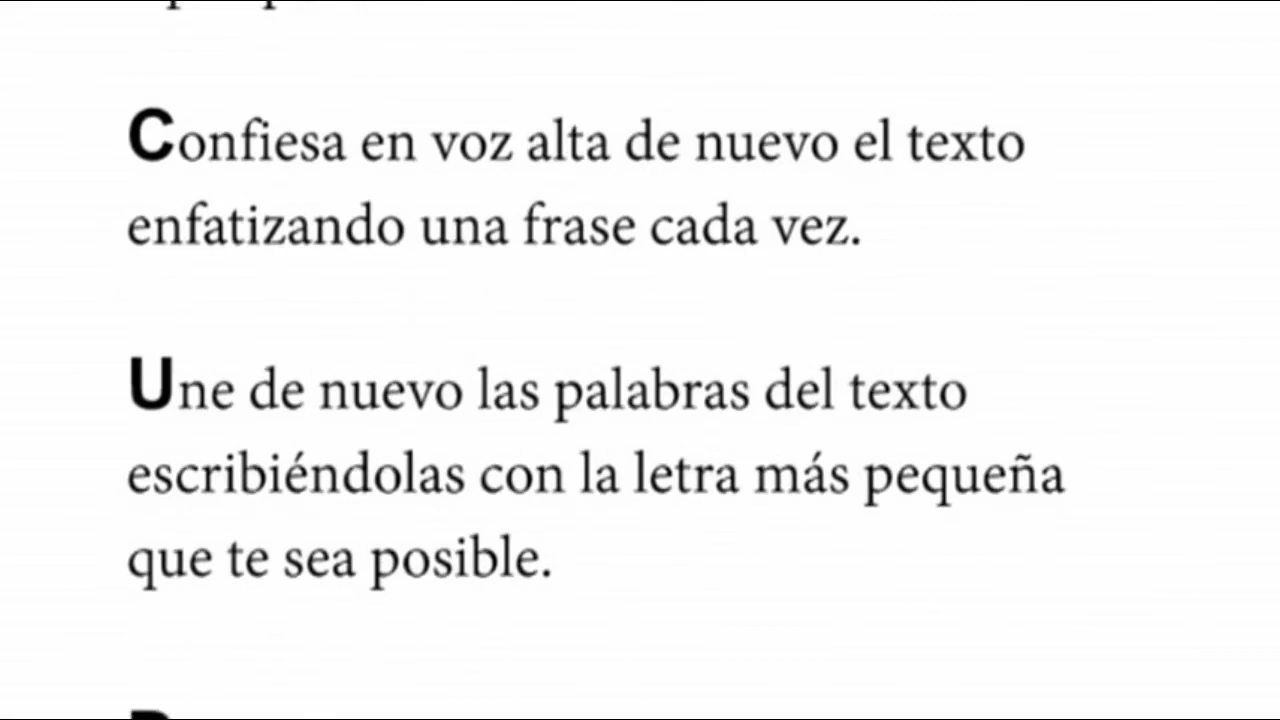 Confiesa en voz alta de nuevo el texto
enfatizando una frase cada vez.
Une de nuevo las palabras del texto
escribiéndolas con la letra más pequeña
que te sea posible.